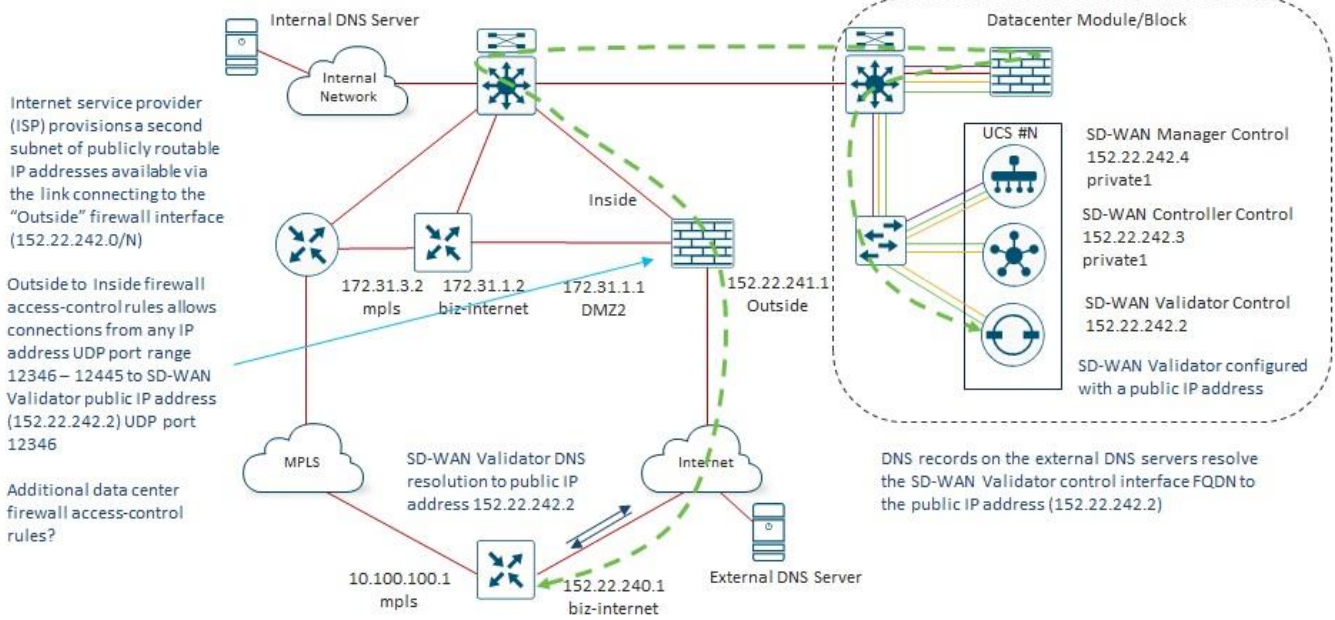 Internal DNS Server
Datacenter Module/Block
Internal
Network
Internet service provider
(ISP) provisions a second
subnet of publicly routable
IP addresses available via
the link connecting to the
“Outside” firewall interface
(152.22.242.0/N)
Outside to Inside firewall
access-control rules allows
connections from any IP
address UDP port range
12346 – 12445 to SD-WAN
Validator public IP address
(152.22.242.2) UDP port
12346
Additional data center
firewall access-control
rules?
Inside
172.31.3.2
mpls
172.31.1.2
biz-internet
172.31.1.1
DMZ2
152.22.241.1
Outside
UCS #N
SD-WAN Manager Control
152.22.242.4
private1
SD-WAN Controller Control
152.22.242.3
private1
SD-WAN Validator Control
152.22.242.2
SD-WAN Validator configured
with a public IP address
MPLS
SD-WAN Validator DNS
resolution to public IP
address 152.22.242.2
Internet
DNS records on the external DNS servers resolve
the SD-WAN Validator control interface FQDN to
the public IP address (152.22.242.2)
External DNS Server
10.100.100.1
mpls
152.22.240.1
biz-internet